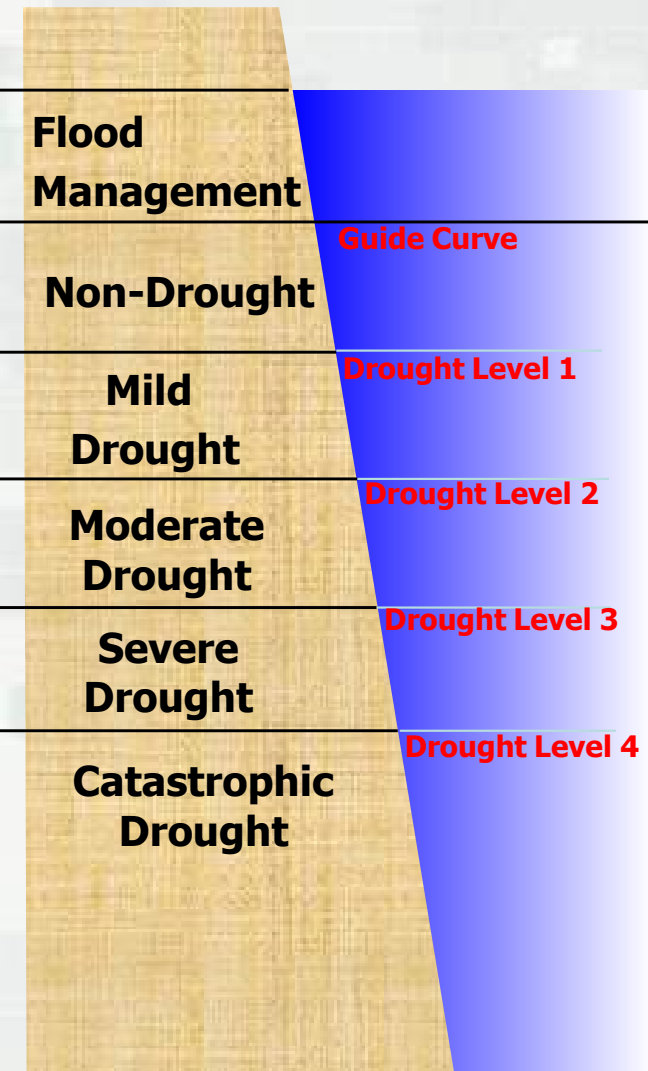 Flood
Management
Guide Curve
Non-Drought
Drought Level 1
Mild
Drought
Drought Level 2
Moderate
Drought
Drought Level 3
Severe
Drought
Drought Level 4
Catastrophic
Drought